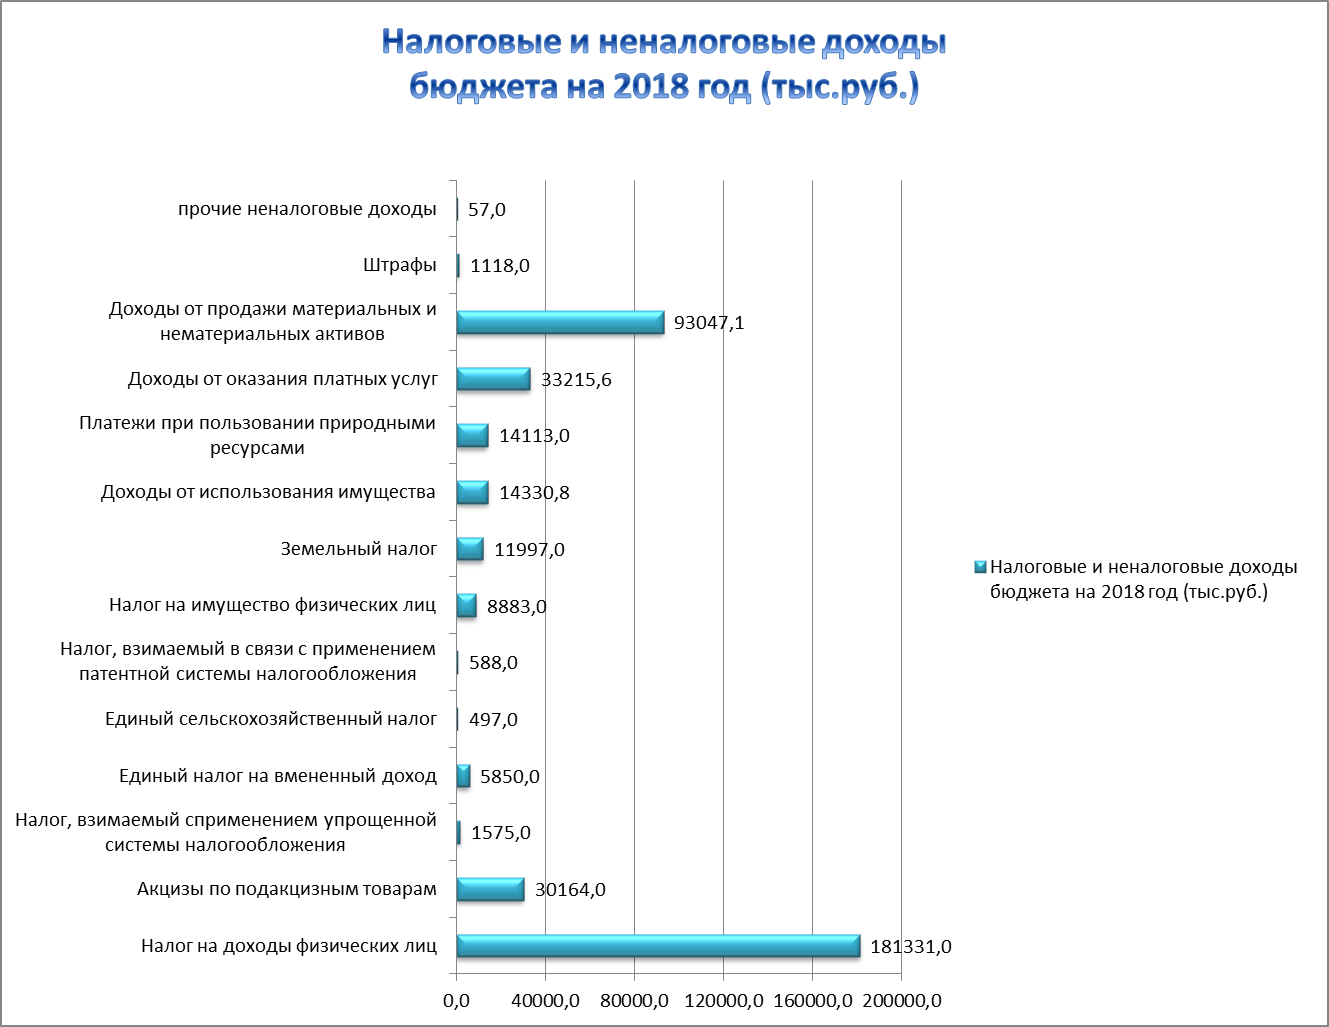 Налоговые и неналоговые доходы
бюджета на 2018 год (тыс.руб.)
прочие неналоговые доходы
57,0
Штрафы
1118,0
Доходы от продажи материальных и
нематериальных активов
93047,1
Доходы от оказания платных услуг
33215,6
Платежи при пользовании природными
ресурсами
14113,0
Доходы от использования имущества
14330,8
Земельный налог
11997,0
Налог на имущество физических лиц
8883,0
Налог, взимаемый в связи с применением
патентной системы налогообложения
588,0
Единый сельскохозяйственный налог
497,0
Единый налог на вмененный доход
5850,0
Налог, взимаемый сприменением упрощенной
системы налогообложения
1575,0
Акцизы по подакцизным товарам
30164,0
Налог на доходы физических лиц
181331,0
0,0 40000,0 80000,0 120000,0 160000,0 200000,0
Налоговые и неналоговые доходы
бюджета на 2018 год (тыс.руб.)